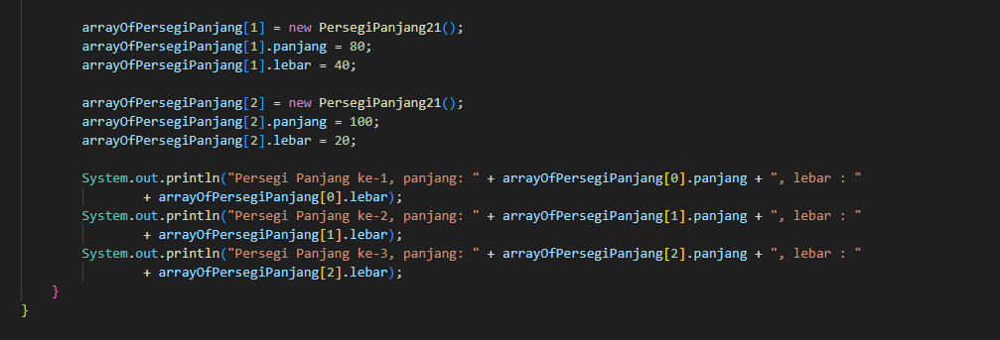 arrayOfPersegiPanjang[1] = new PersegiPanjang21();
arrayOfPersegiPanjang[1].panjang = 80;
arrayOfPersegiPanjang[1].lebar = 40;
arrayOfPersegiPanjang[2] = new PersegiPanjang21();
arrayOfPersegiPanjang[2].panjang = 100;
arrayOfPersegiPanjang[2].lebar = 20;
System.out.println("Persegi Panjang ke-1, panjang: " + arrayOfPersegiPanjang[0].panjang + ", lebar : "
+ arrayOfPersegiPanjang[0].lebar);
System.out.println("Persegi Panjang ke-2, panjang: " + arrayOfPersegiPanjang[1].panjang + ", lebar : "
+ arrayOfPersegiPanjang[1].lebar);
System.out.println("Persegi Panjang ke-3, panjang: " + arrayOfPersegiPanjang[2].panjang + ", lebar : "
+ arrayOfPersegiPanjang[2].lebar);
}
}